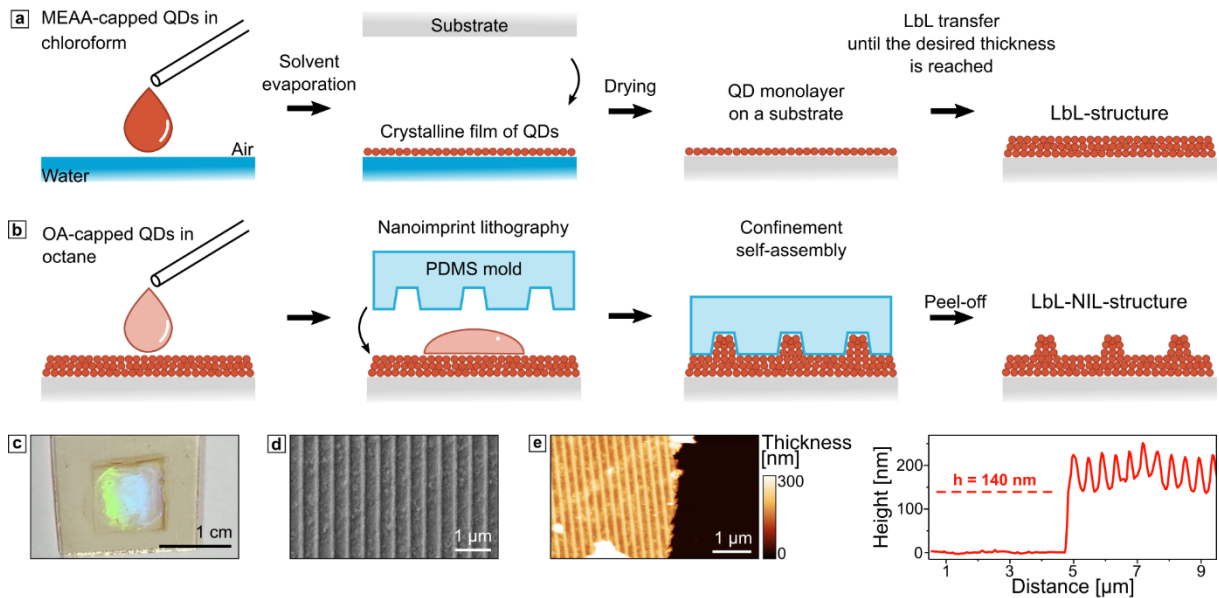 a
MEAA-capped QDs in
chloroform
Air
Water
Solvent
evaporation
Substrate
Crystalline film of QDs
Drying
QD monolayer
on a substrate
LbL transfer
until the desired thickness
is reached
LbL-structure
b
OA-capped QDs in
octane
Nanoimprint lithography
PDMS mold
Confinement
self-assembly
Peel-off
LbL-NIL-structure
c
1 cm
d
1 µm
e
1 µm
Thickness
[nm]
300
0
Height [nm]
200
100
0
h = 140 nm
1 3 5 7 9
Distance [µm]